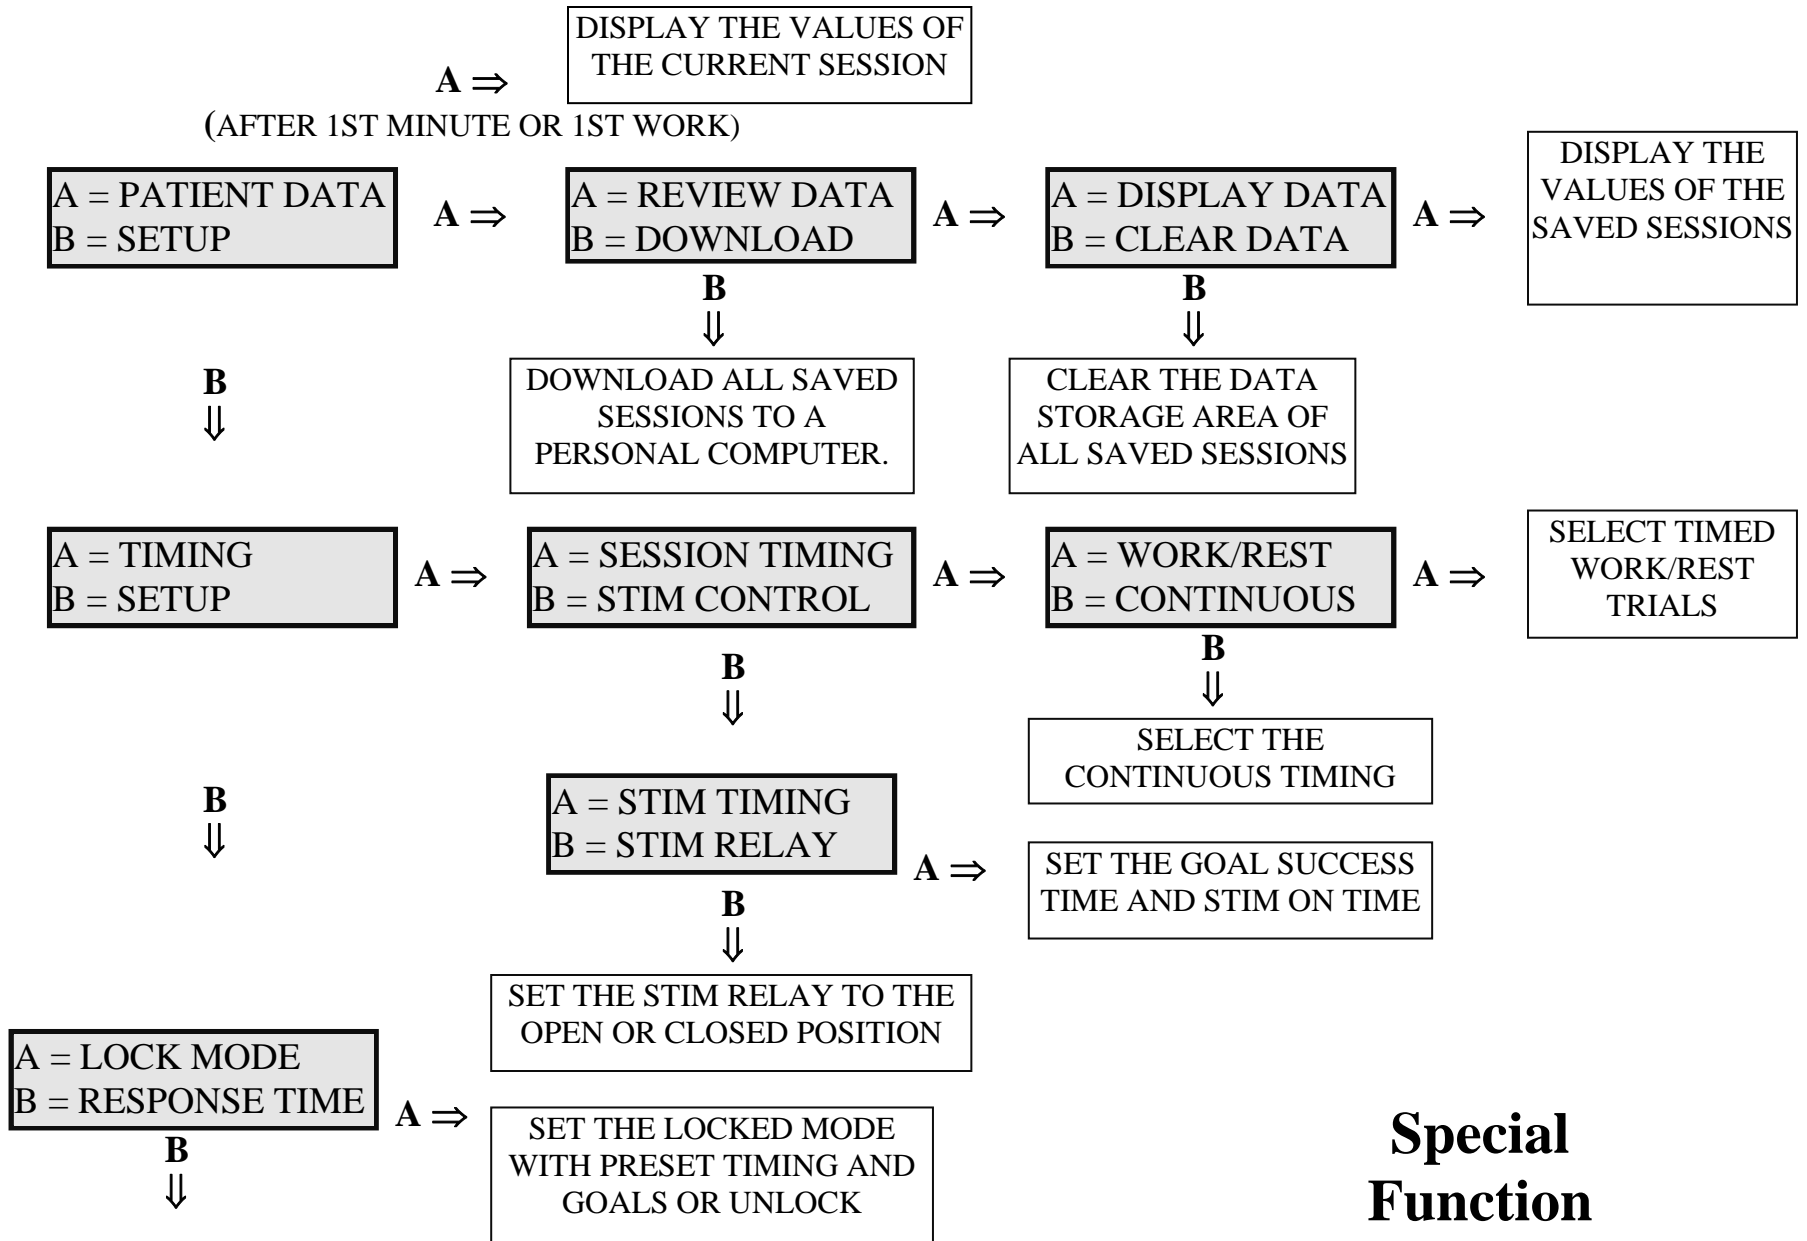 DISPLAY THE VALUES OF
THE CURRENT SESSION
A ⇒
(AFTER 1ST MINUTE OR 1ST WORK)
A = PATIENT DATA
B = SETUP
A ⇒
A = REVIEW DATA
B = DOWNLOAD
A ⇒
A = DISPLAY DATA
B = CLEAR DATA
A ⇒
DISPLAY THE
VALUES OF THE
SAVED SESSIONS
B
⇓
B
⇓
B
⇓
DOWNLOAD ALL SAVED
SESSIONS TO A
PERSONAL COMPUTER.
CLEAR THE DATA
STORAGE AREA OF
ALL SAVED SESSIONS
A = TIMING
B = SETUP
A ⇒
A = SESSION TIMING
B = STIM CONTROL
A ⇒
A = WORK/REST
B = CONTINUOUS
A ⇒
SELECT TIMED
WORK/REST
TRIALS
B
⇓
B
⇓
SELECT THE
CONTINUOUS TIMING
B
⇓
A = STIM TIMING
B = STIM RELAY
A ⇒
SET THE GOAL SUCCESS
TIME AND STIM ON TIME
B
⇓
SET THE STIM RELAY TO THE
OPEN OR CLOSED POSITION
A = LOCK MODE
B = RESPONSE TIME
A ⇒
SET THE LOCKED MODE
WITH PRESET TIMING AND
GOALS OR UNLOCK
B
⇓
Special
Function